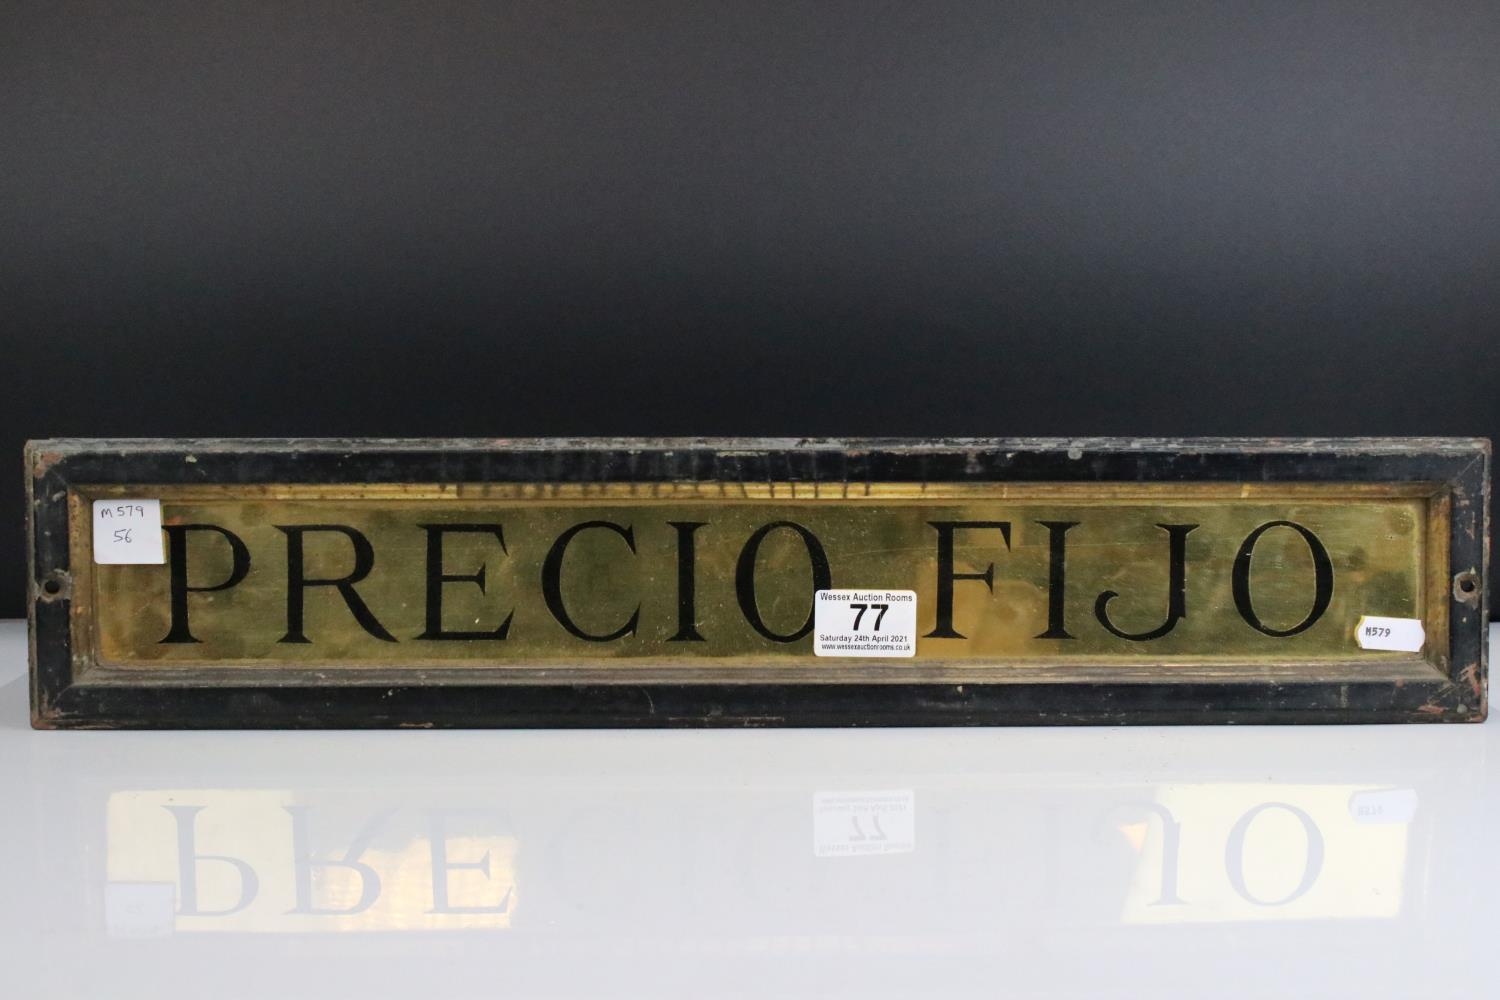 M579
56
PRECIO FIJO
Wessex Auction Rooms
77
Saturday 24th April 2021
www.wessexauctionrooms.co.uk
M579